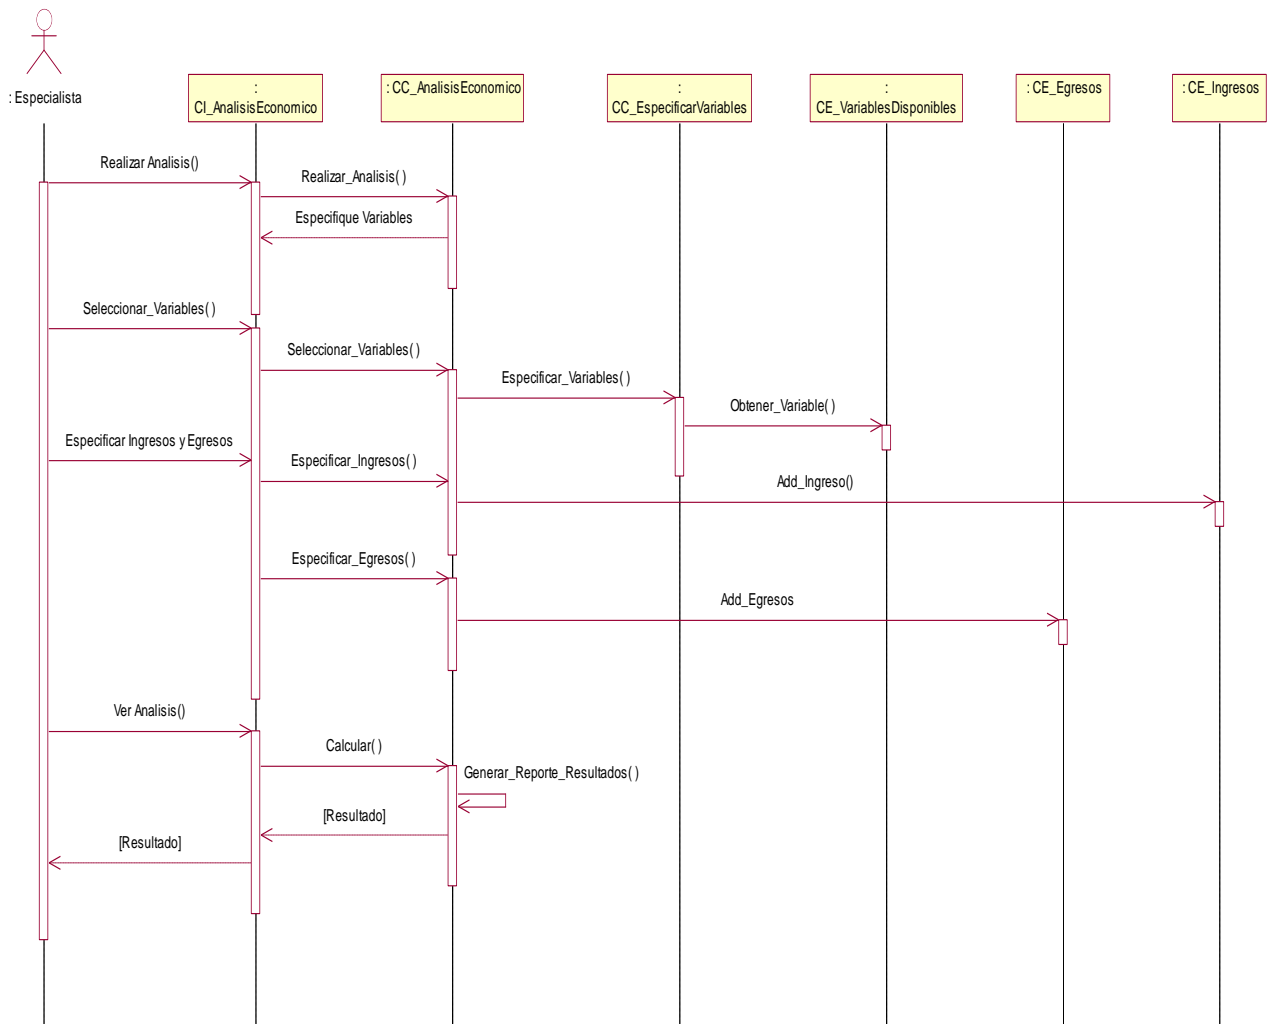 : Especialista
:
CI_AnalisisEconomico
: CC_AnalisisEconomico
:
CC_EspecificarVariables
:
CE_VariablesDisponibles
: CE_Egresos
: CE_Ingresos
Realizar Analisis()
Realizar_Analisis( )
Especifique Variables
Seleccionar_Variables( )
Seleccionar_Variables( )
Especificar_Variables( )
Obtener_Variable( )
Especificar Ingresos y Egresos
Especificar_Ingresos( )
Add_Ingreso()
Especificar_Egresos( )
Add_Egresos
Ver Analisis()
Calcular( )
Generar_Reporte_Resultados( )
[Resultado]
[Resultado]